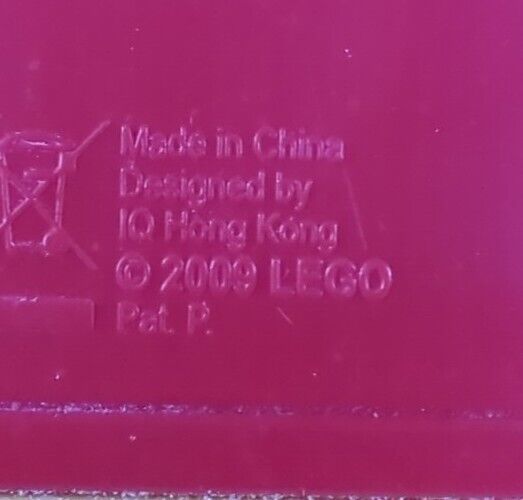 Made in China
Designed by
IQ Hong Kong
© 2009 LEGO
Pat. P.